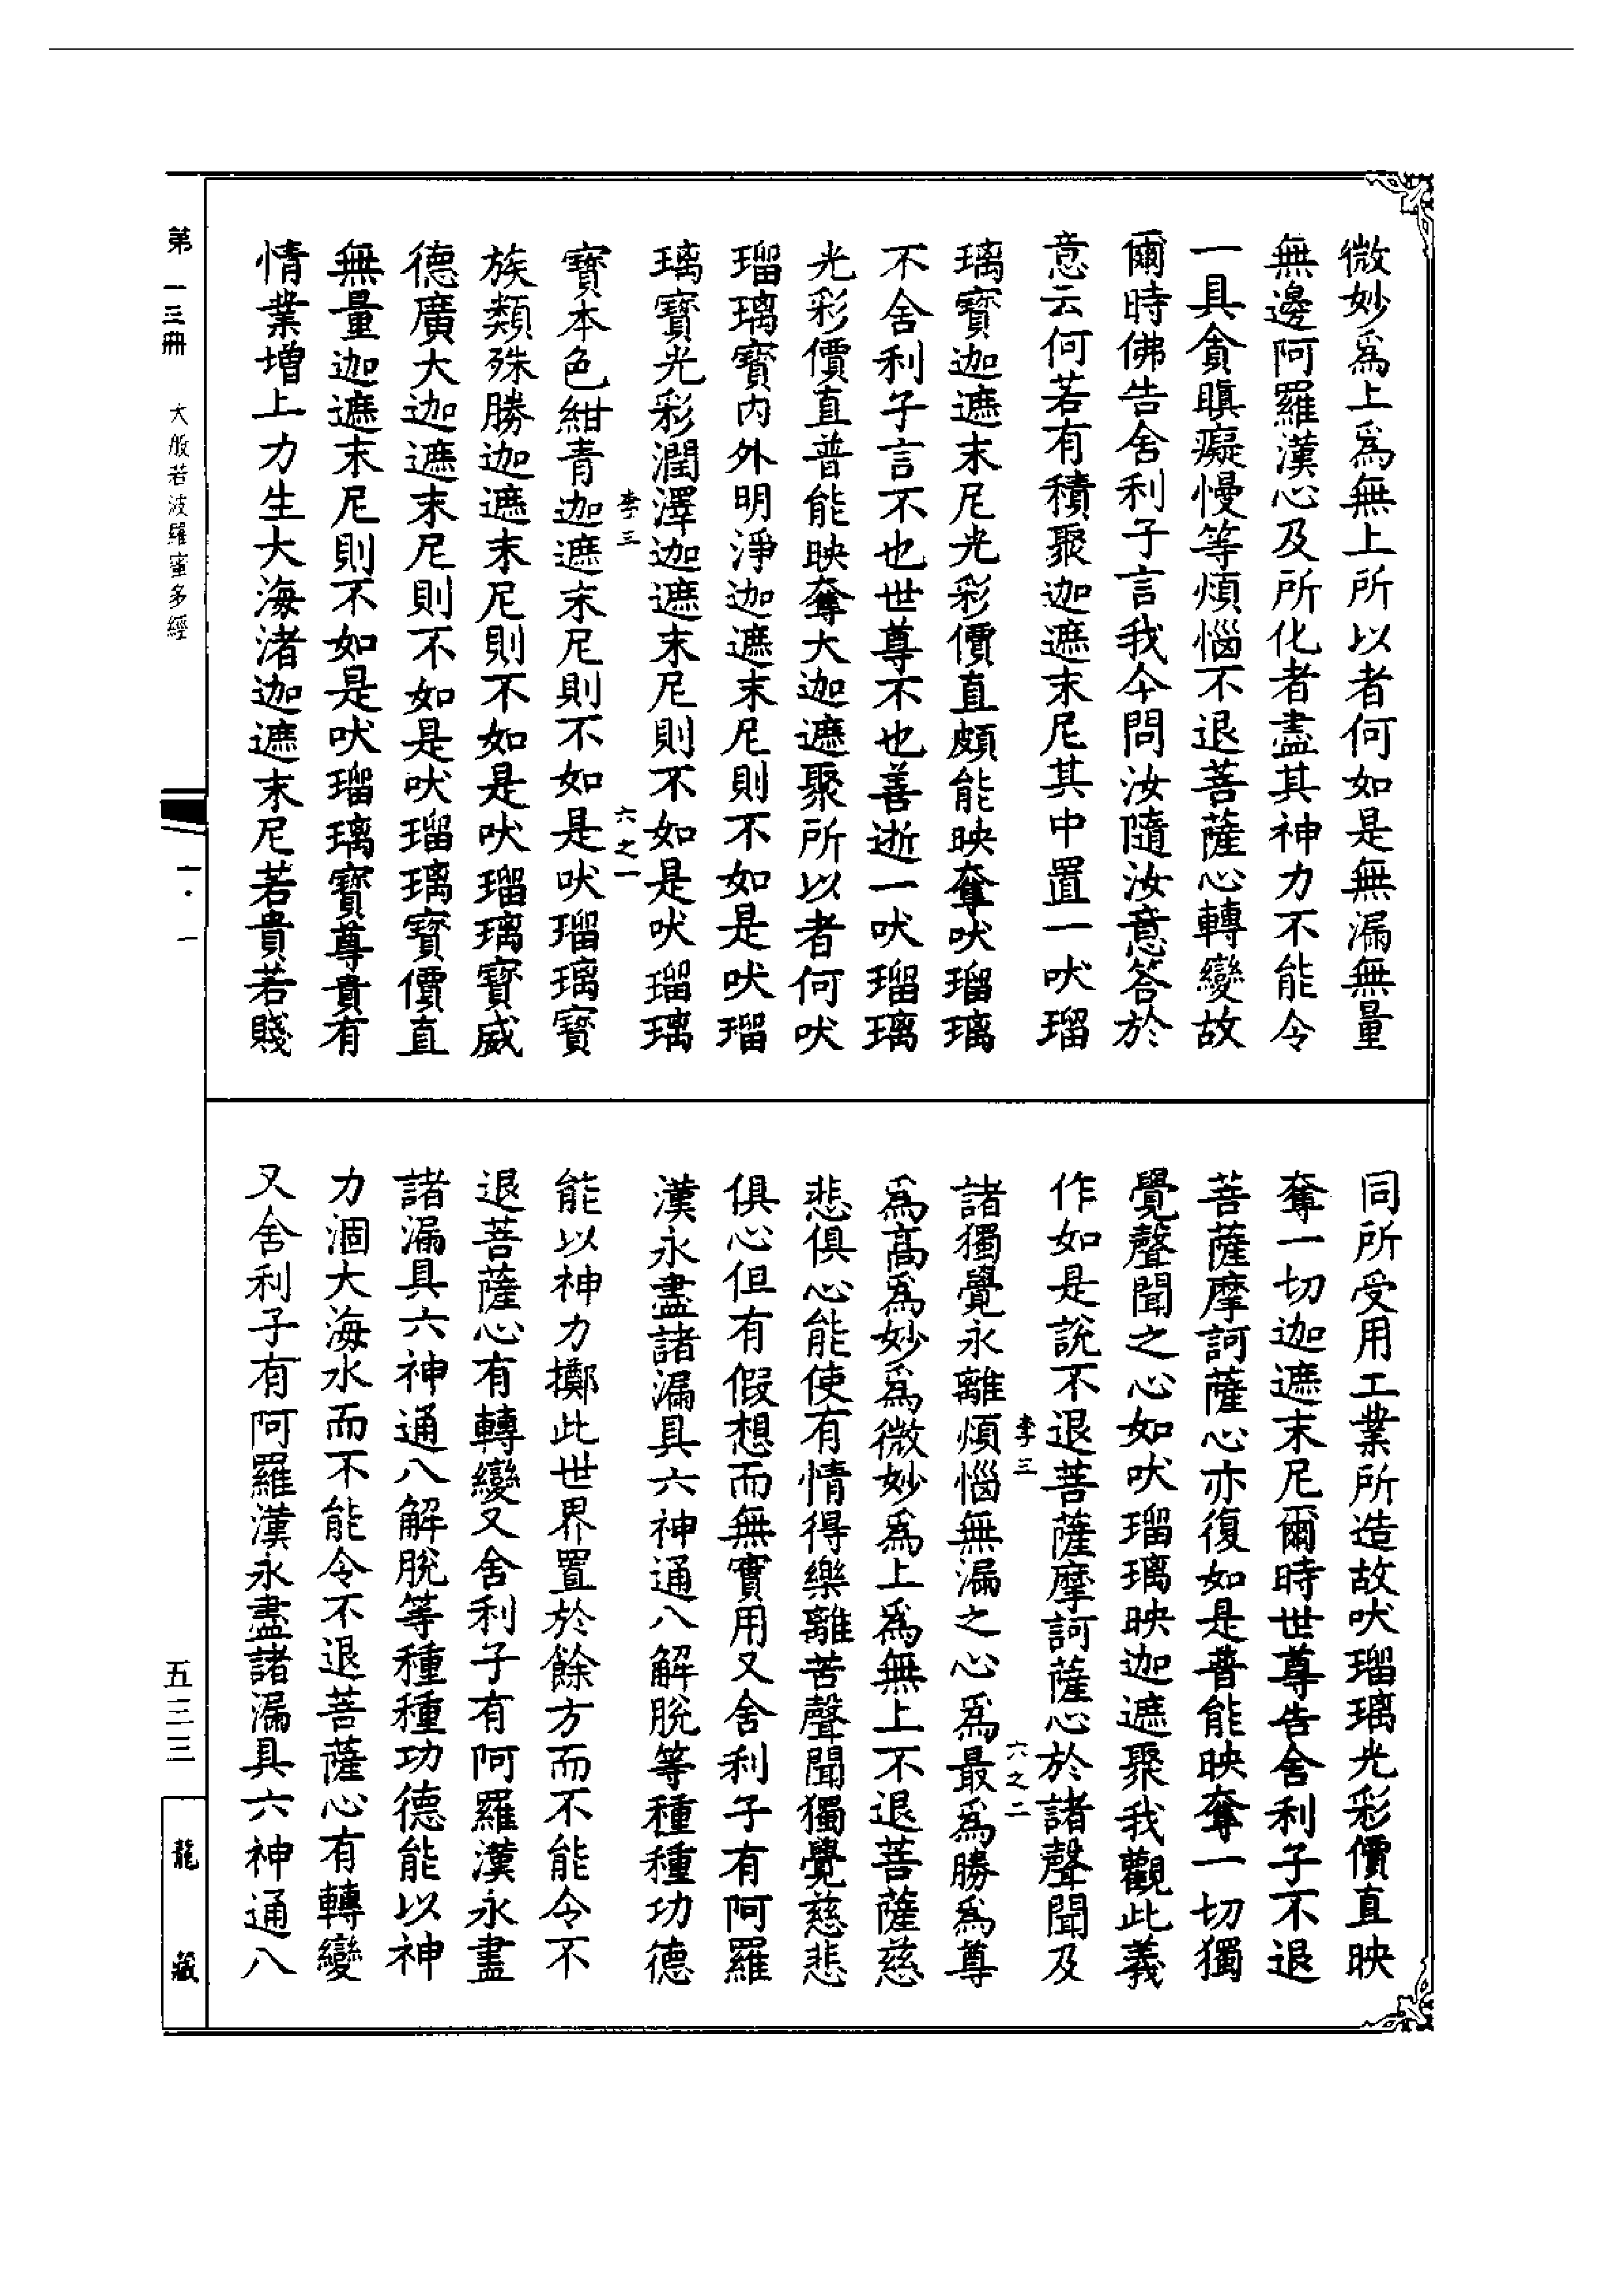 微妙爲上爲無上所以者何如是無漏無量
無邊阿羅漢心及所化者盡其神力不能令
一具貪瞋癡慢等煩惱不退菩薩心轉變故
爾時佛告舍利子言我今問汝隨汝意答於
意云何若有積聚迦遮末尼其中置一吠瑠
璃寶迦遮末尼光彩價直頗能映奪吠瑠璃
不舍利子言不也世尊不也善逝一吠瑠璃
光彩價直普能映奪大迦遮聚所以者何吠
瑠璃寶內外明淨迦遮末尼則不如是吠瑠
璃寶光彩潤澤迦遮末尼則不如是吠瑠璃
李三 六之一
寶本色紺青迦遮末尼則不如是吠瑠璃寶
族類殊勝迦遮末尼則不如是吠瑠璃寶威
德廣大迦遮末尼則不如是吠瑠璃寶價直
無量迦遮末尼則不如是吠瑠璃寶尊貴有
情業增上力生大海渚迦遮末尼若貴若賤
同所受用工業所造故吠瑠璃光彩價直映
奪一切迦遮末尼爾時世尊告舍利子不退
菩薩摩訶薩心亦復如是普能映奪一切獨
覺聲聞之心如吠瑠璃映迦遮聚我觀此義
作如是說不退菩薩摩訶薩心於諸聲聞及
李三 六之二
諸獨覺永離煩惱無漏之心爲最爲勝爲尊
爲高爲妙爲微妙爲上爲無上不退菩薩慈
悲俱心能使有情得樂離苦聲聞獨覺慈悲
俱心但有假想而無實用又舍利子有阿羅
漢永盡諸漏具六神通八解脫等種種功德
能以神力擲此世界置於餘方而不能令不
退菩薩心有轉變又舍利子有阿羅漢永盡
諸漏具六神通八解脫等種種功德能以神
力涸大海水而不能令不退菩薩心有轉變
又舍利子有阿羅漢永盡諸漏具六神通八
第一三冊 大般若波羅蜜多經
一·一
五三三
龍藏